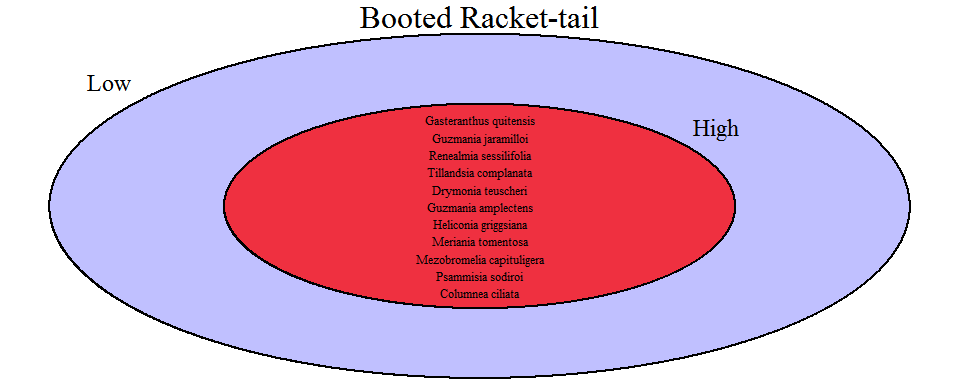 Booted Racket-tail
Low
High
Gasteranthus quitensis
Guzmania jaramilloi
Renealmia sessilifolia
Tillandsia complanata
Drymonia teuscheri
Guzmania amplectens
Heliconia griggsiana
Meriania tomentosa
Mezobromelia capituligera
Psammisia sodiroi
Columnea ciliata